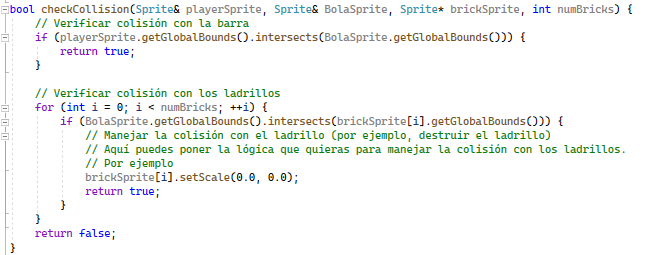 bool checkCollision(Sprite& playerSprite, Sprite& BolaSprite, Sprite* brickSprite, int numBricks) {
    // Verificar colisión con la barra
    if (playerSprite.getGlobalBounds().intersects(BolaSprite.getGlobalBounds())) {
        return true;
    }

    // Verificar colisión con los ladrillos
    for (int i = 0; i < numBricks; ++i) {
        if (BolaSprite.getGlobalBounds().intersects(brickSprite[i].getGlobalBounds())) {
            // Manejar la colisión con el ladrillo (por ejemplo, destruir el ladrillo)
            // Aquí puedes poner la lógica que quieras para manejar la colisión con los ladrillos.
            // Por ejemplo
            brickSprite[i].setScale(0.0, 0.0);
            return true;
        }
    }
    return false;
}